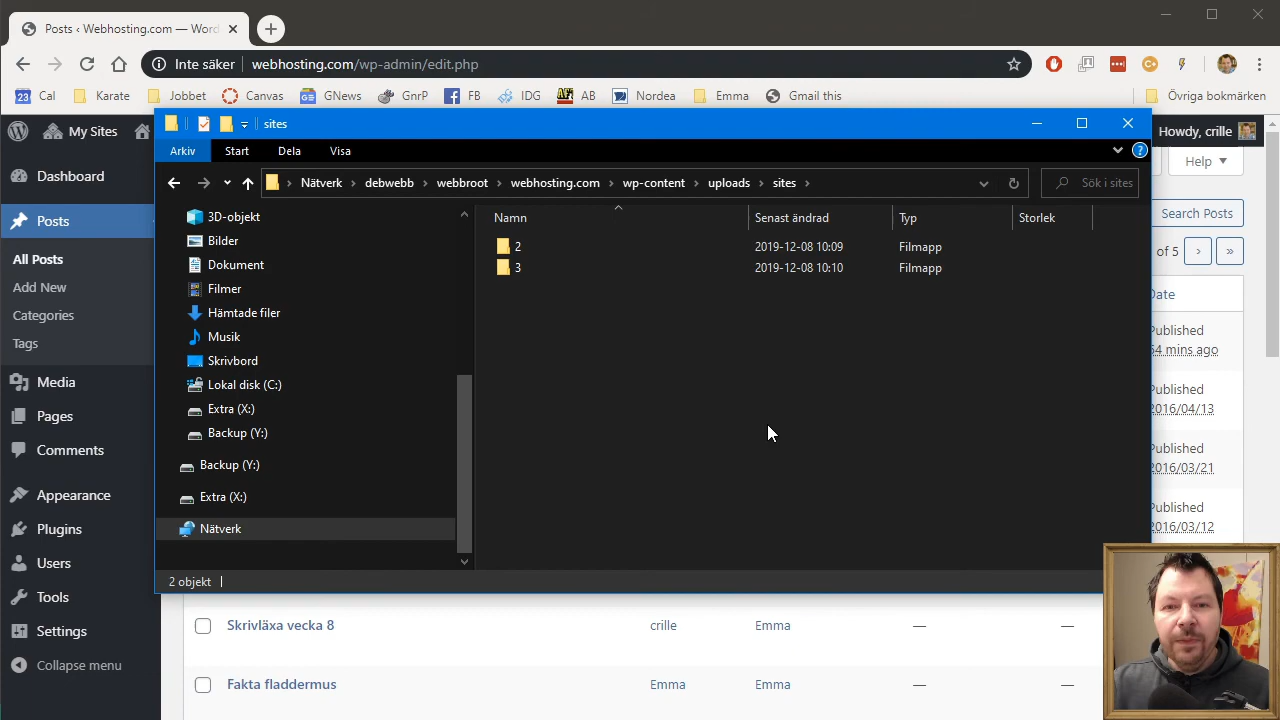 Posts ‹ Webhosting.com — Wor
Inte säker webhosting.com/wp-admin/edit.php
23 Cal Karate Jobbet Canvas GNews GnrP FB IDG AB Nordea Emma Gmail this Övriga bokmärken
My Sites
Howdy, crille
Help
Dashboard
Posts
All Posts
Add New
Categories
Tags
Media
Pages
Comments
Appearance
Plugins
Users
Tools
Settings
Collapse menu
sites
Arkiv Start Dela Visa
Nätverk debwebb webbroot webhosting.com wp-content uploads sites
Sök i sites
3D-objekt
Bilder
Dokument
Filmer
Hämtade filer
Musik
Skrivbord
Lokal disk (C:)
Extra (X:)
Backup (Y:)
Backup (Y:)
Extra (X:)
Nätverk
Namn Senast ändrad Typ Storlek
2 2019-12-08 10:09 Filmapp
3 2019-12-08 10:10 Filmapp
2 objekt
Search Posts
of 5 › »
Date
Published
54 mins ago
Published
2016/04/13
Published
2016/03/21
Published
2016/03/12
Skrivläxa vecka 8 crille Emma — —
Fakta fladdermus Emma Emma — —